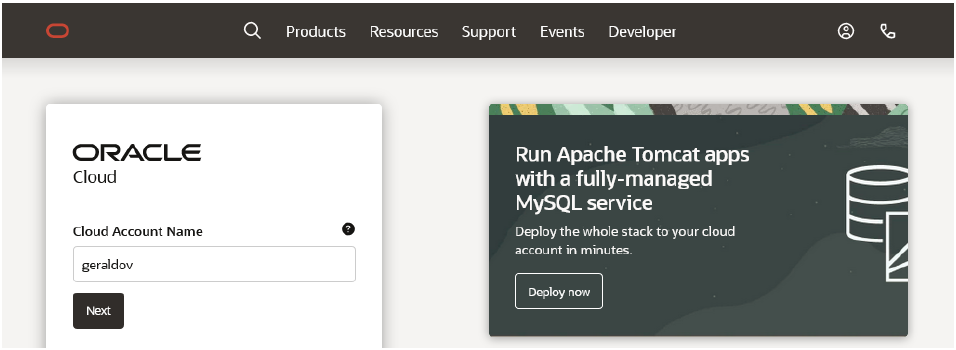 Products Resources Support Events Developer
ORACLE
Cloud
Cloud Account Name ?
geraldov
Next
Run Apache Tomcat apps
with a fully-managed
MySQL service
Deploy the whole stack to your cloud
account in minutes.
Deploy now